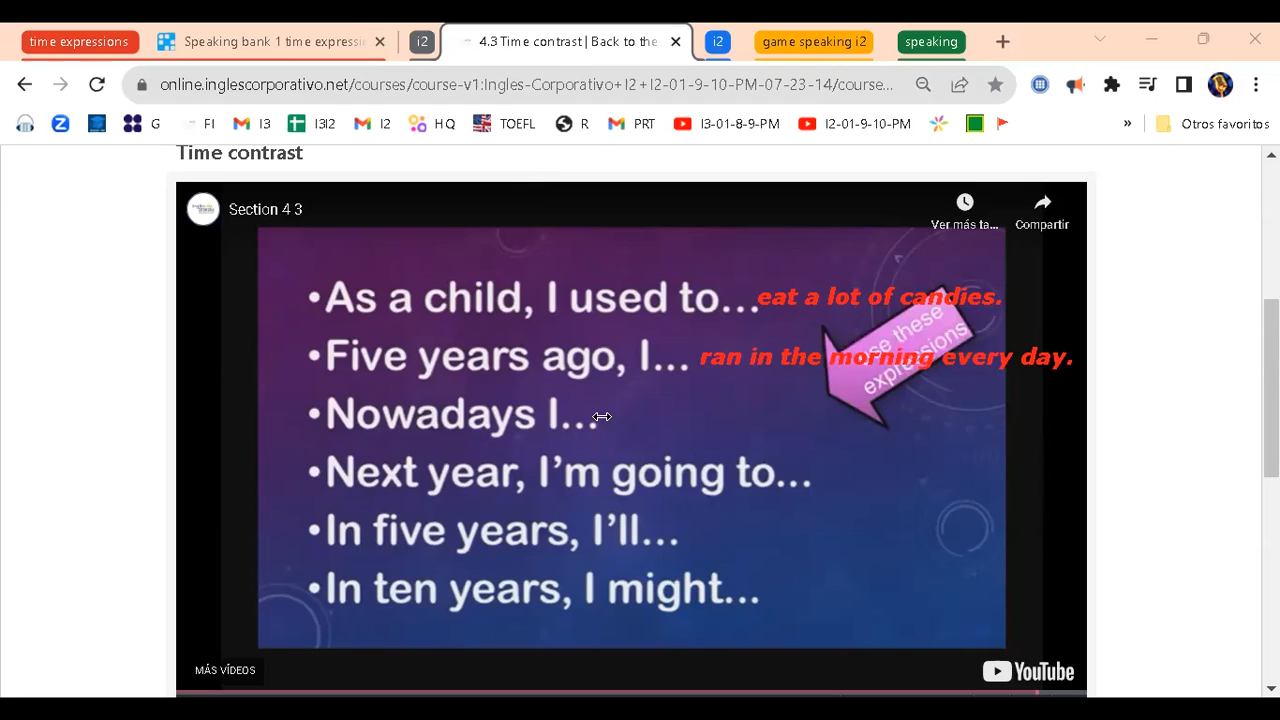 time expressions
Speaking bank 1 time expressi
i2
4.3 Time contrast | Back to the
i2
game speaking i2
speaking
online.inglescorporativo.net/courses/course-v1:Ingles-Corporativo+I2+I2-01-9-10-PM-07-23-14/course...
G
FI
I3
I3I2
I2
HQ
TOEFL
R
PRT
I3-01-8-9-PM
I2-01-9-10-PM
»
Otros favoritos
Time contrast
Section 4 3
Ver más ta...
Compartir
•As a child, I used to...eat a lot of candies.
•Five years ago, I... ran in the morning every day.
•Nowadays I...
•Next year, I'm going to...
•In five years, I'll...
•In ten years, I might...
these
expressions
MÁS VÍDEOS
YouTube